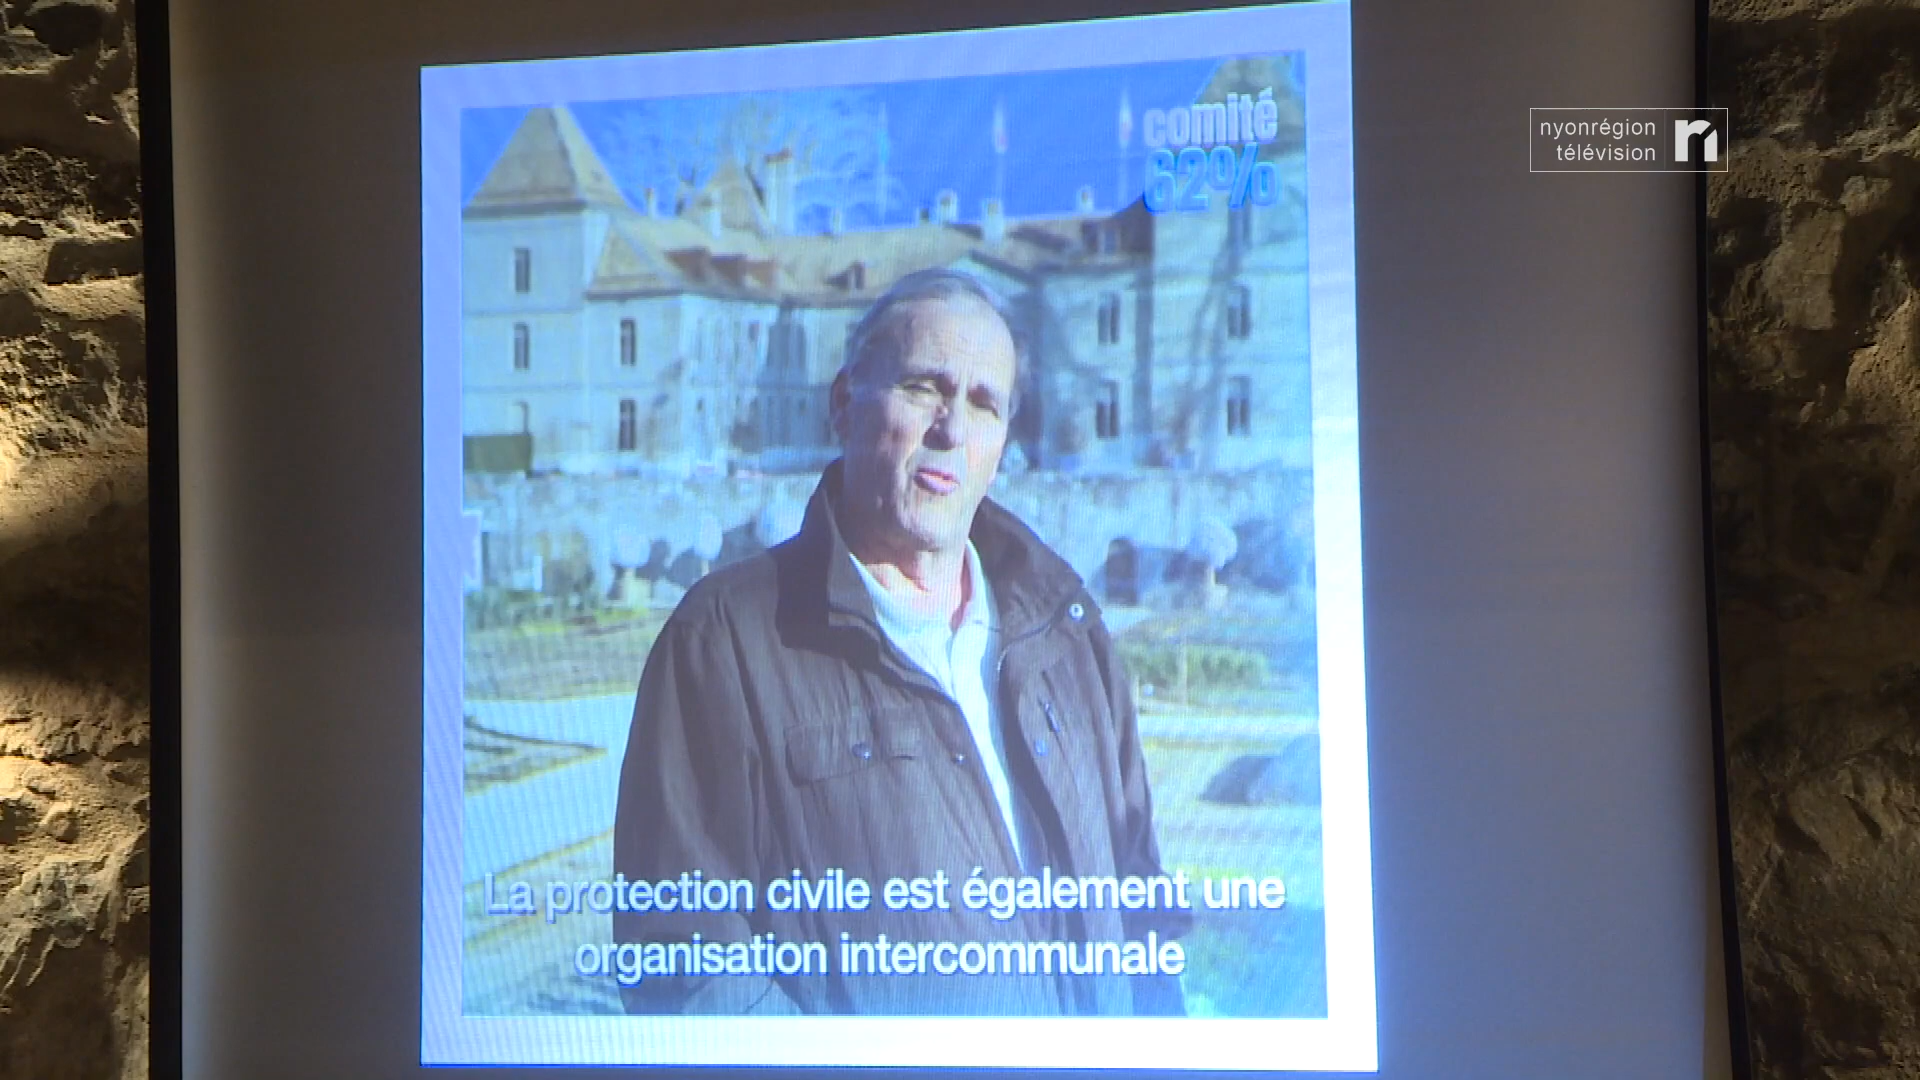 comité
62%
nyonrégion
télévision
La protection civile est également une
organisation intercommunale